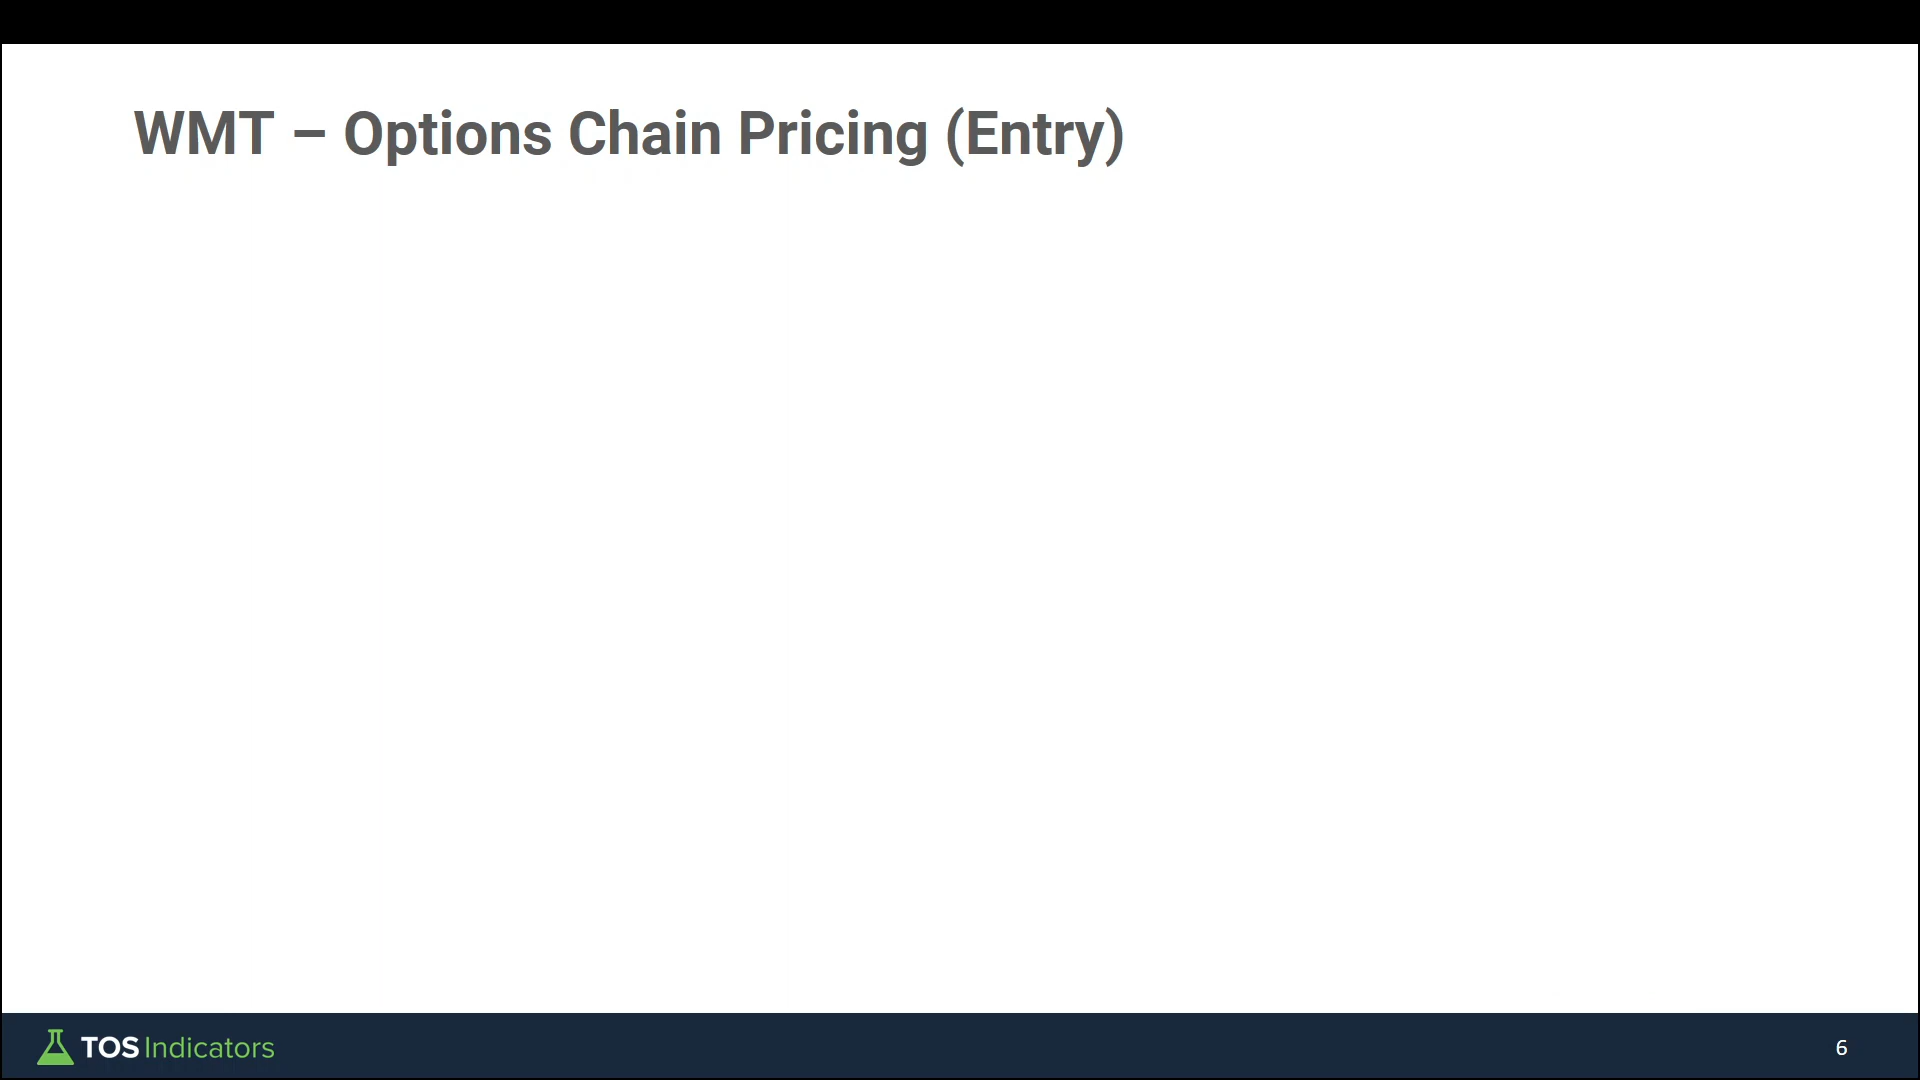 WMT – Options Chain Pricing (Entry)
TOS Indicators
6